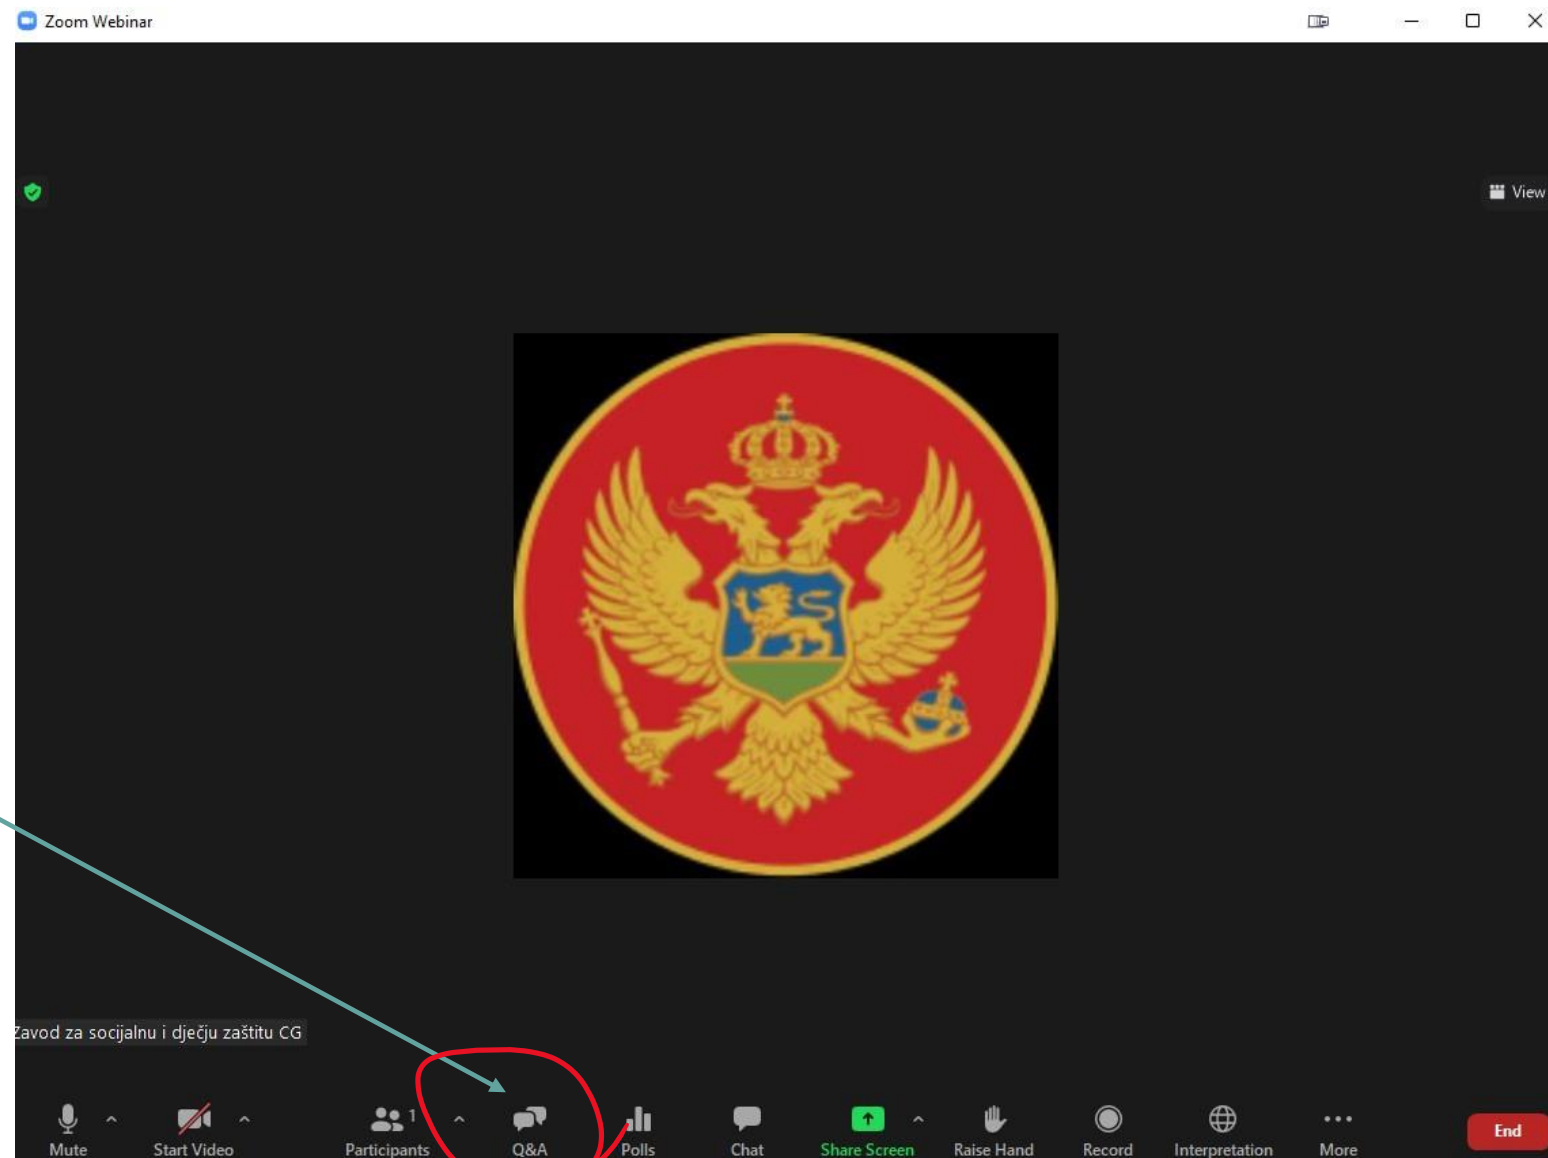 Zoom Webinar
View
Zavod za socijalnu i dječju zaštitu CG
1
Mute
Start Video
Participants
Q&A
Polls
Chat
Share Screen
Raise Hand
Record
Interpretation
More
End